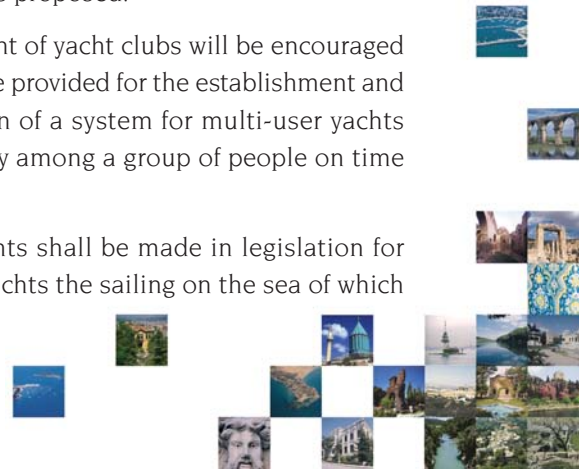 proposed.
nt of yacht clubs will be encouraged
provided for the establishment and
n of a system for multi-user yachts
y among a group of people on time
nts shall be made in legislation for
chts the sailing on the sea of which